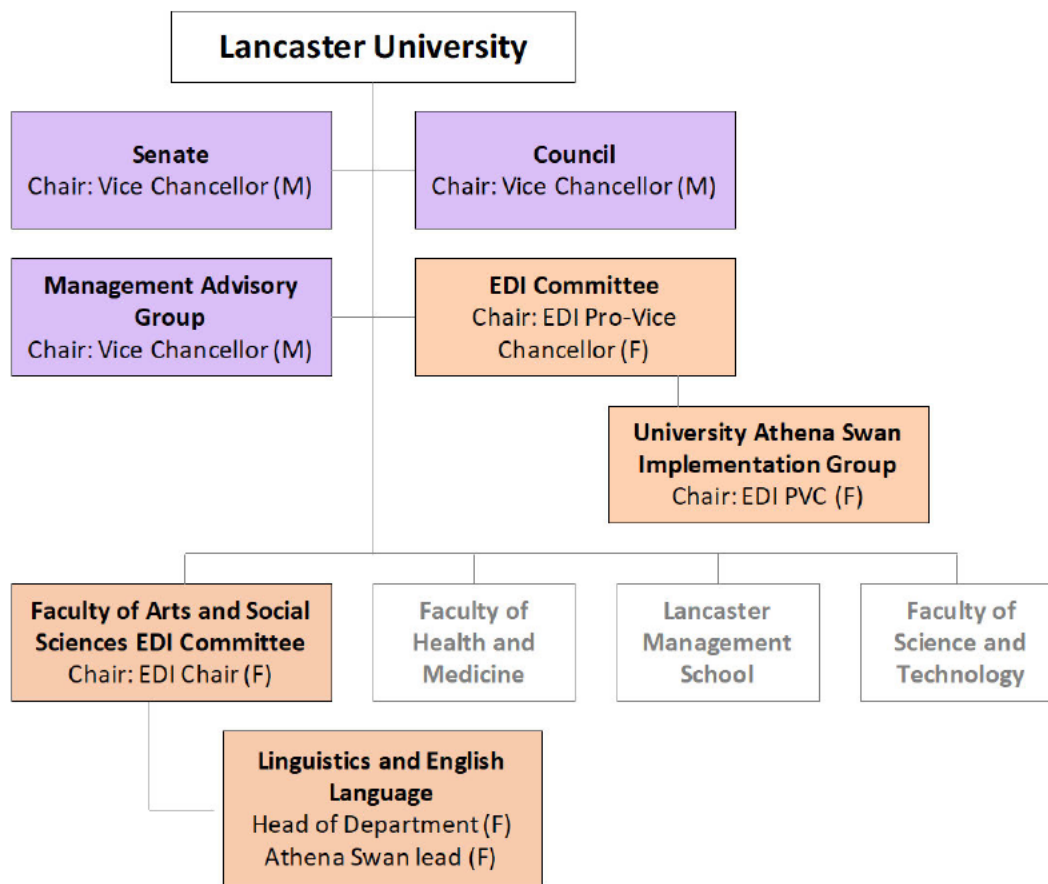 Lancaster University
Senate
Chair: Vice Chancellor (M)
Council
Chair: Vice Chancellor (M)
Management Advisory
Group
Chair: Vice Chancellor (M)
EDI Committee
Chair: EDI Pro-Vice
Chancellor (F)
University Athena Swan
Implementation Group
Chair: EDI PVC (F)
Faculty of Arts and Social
Sciences EDI Committee
Chair: EDI Chair (F)
Faculty of
Health and
Medicine
Lancaster
Management
School
Faculty of
Science and
Technology
Linguistics and English
Language
Head of Department (F)
Athena Swan lead (F)